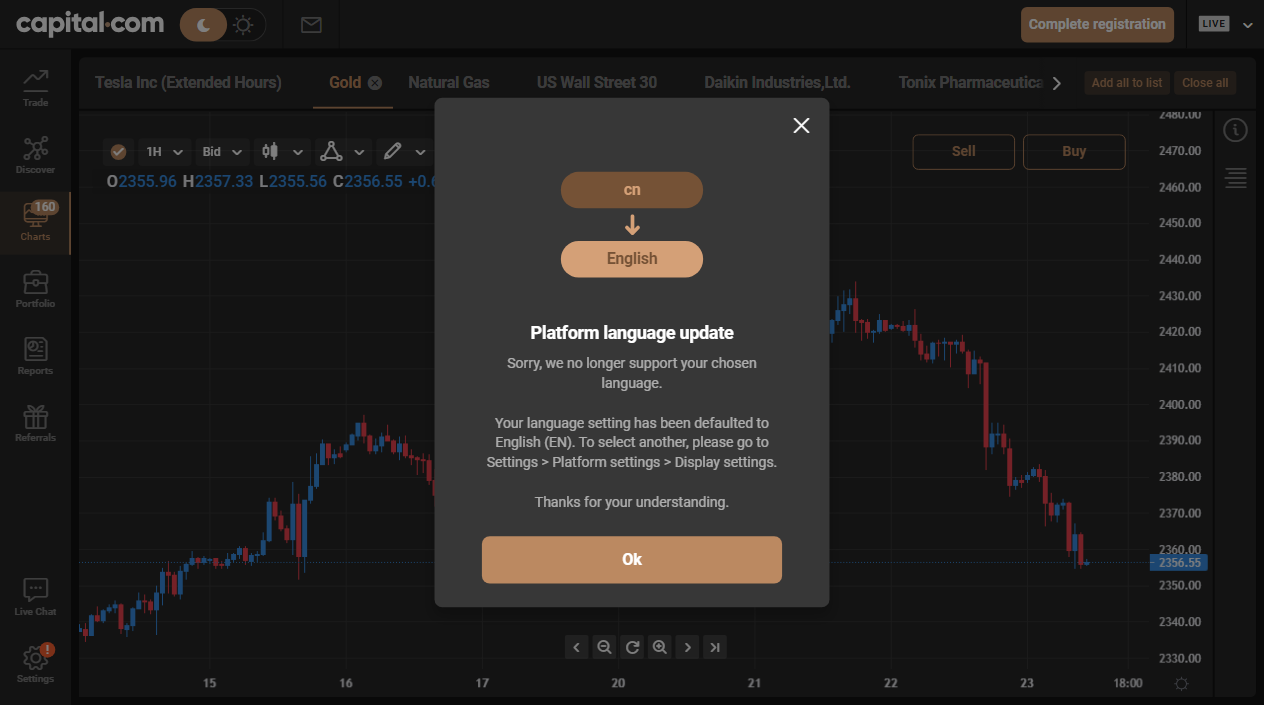 capital.com
Complete registration
LIVE
Trade
Discover
160
Charts
Portfolio
Reports
Referrals
Live Chat
!
Settings
Tesla Inc (Extended Hours)
Gold
Natural Gas
US Wall Street 30
Daikin Industries,Ltd.
Tonix Pharmaceutica
Add all to list
Close all
1H
Bid
O2355.96 H2357.33 L2355.56 C2356.55
Sell
Buy
cn
English
Platform language update
Sorry, we no longer support your chosen
language.
Your language setting has been defaulted to
English (EN). To select another, please go to
Settings > Platform settings > Display settings.
Thanks for your understanding.
Ok
2480.00
2470.00
2460.00
2450.00
2440.00
2430.00
2420.00
2410.00
2400.00
2390.00
2380.00
2370.00
2360.00
2356.55
2350.00
2340.00
2330.00
15
16
17
20
21
22
23
18:00